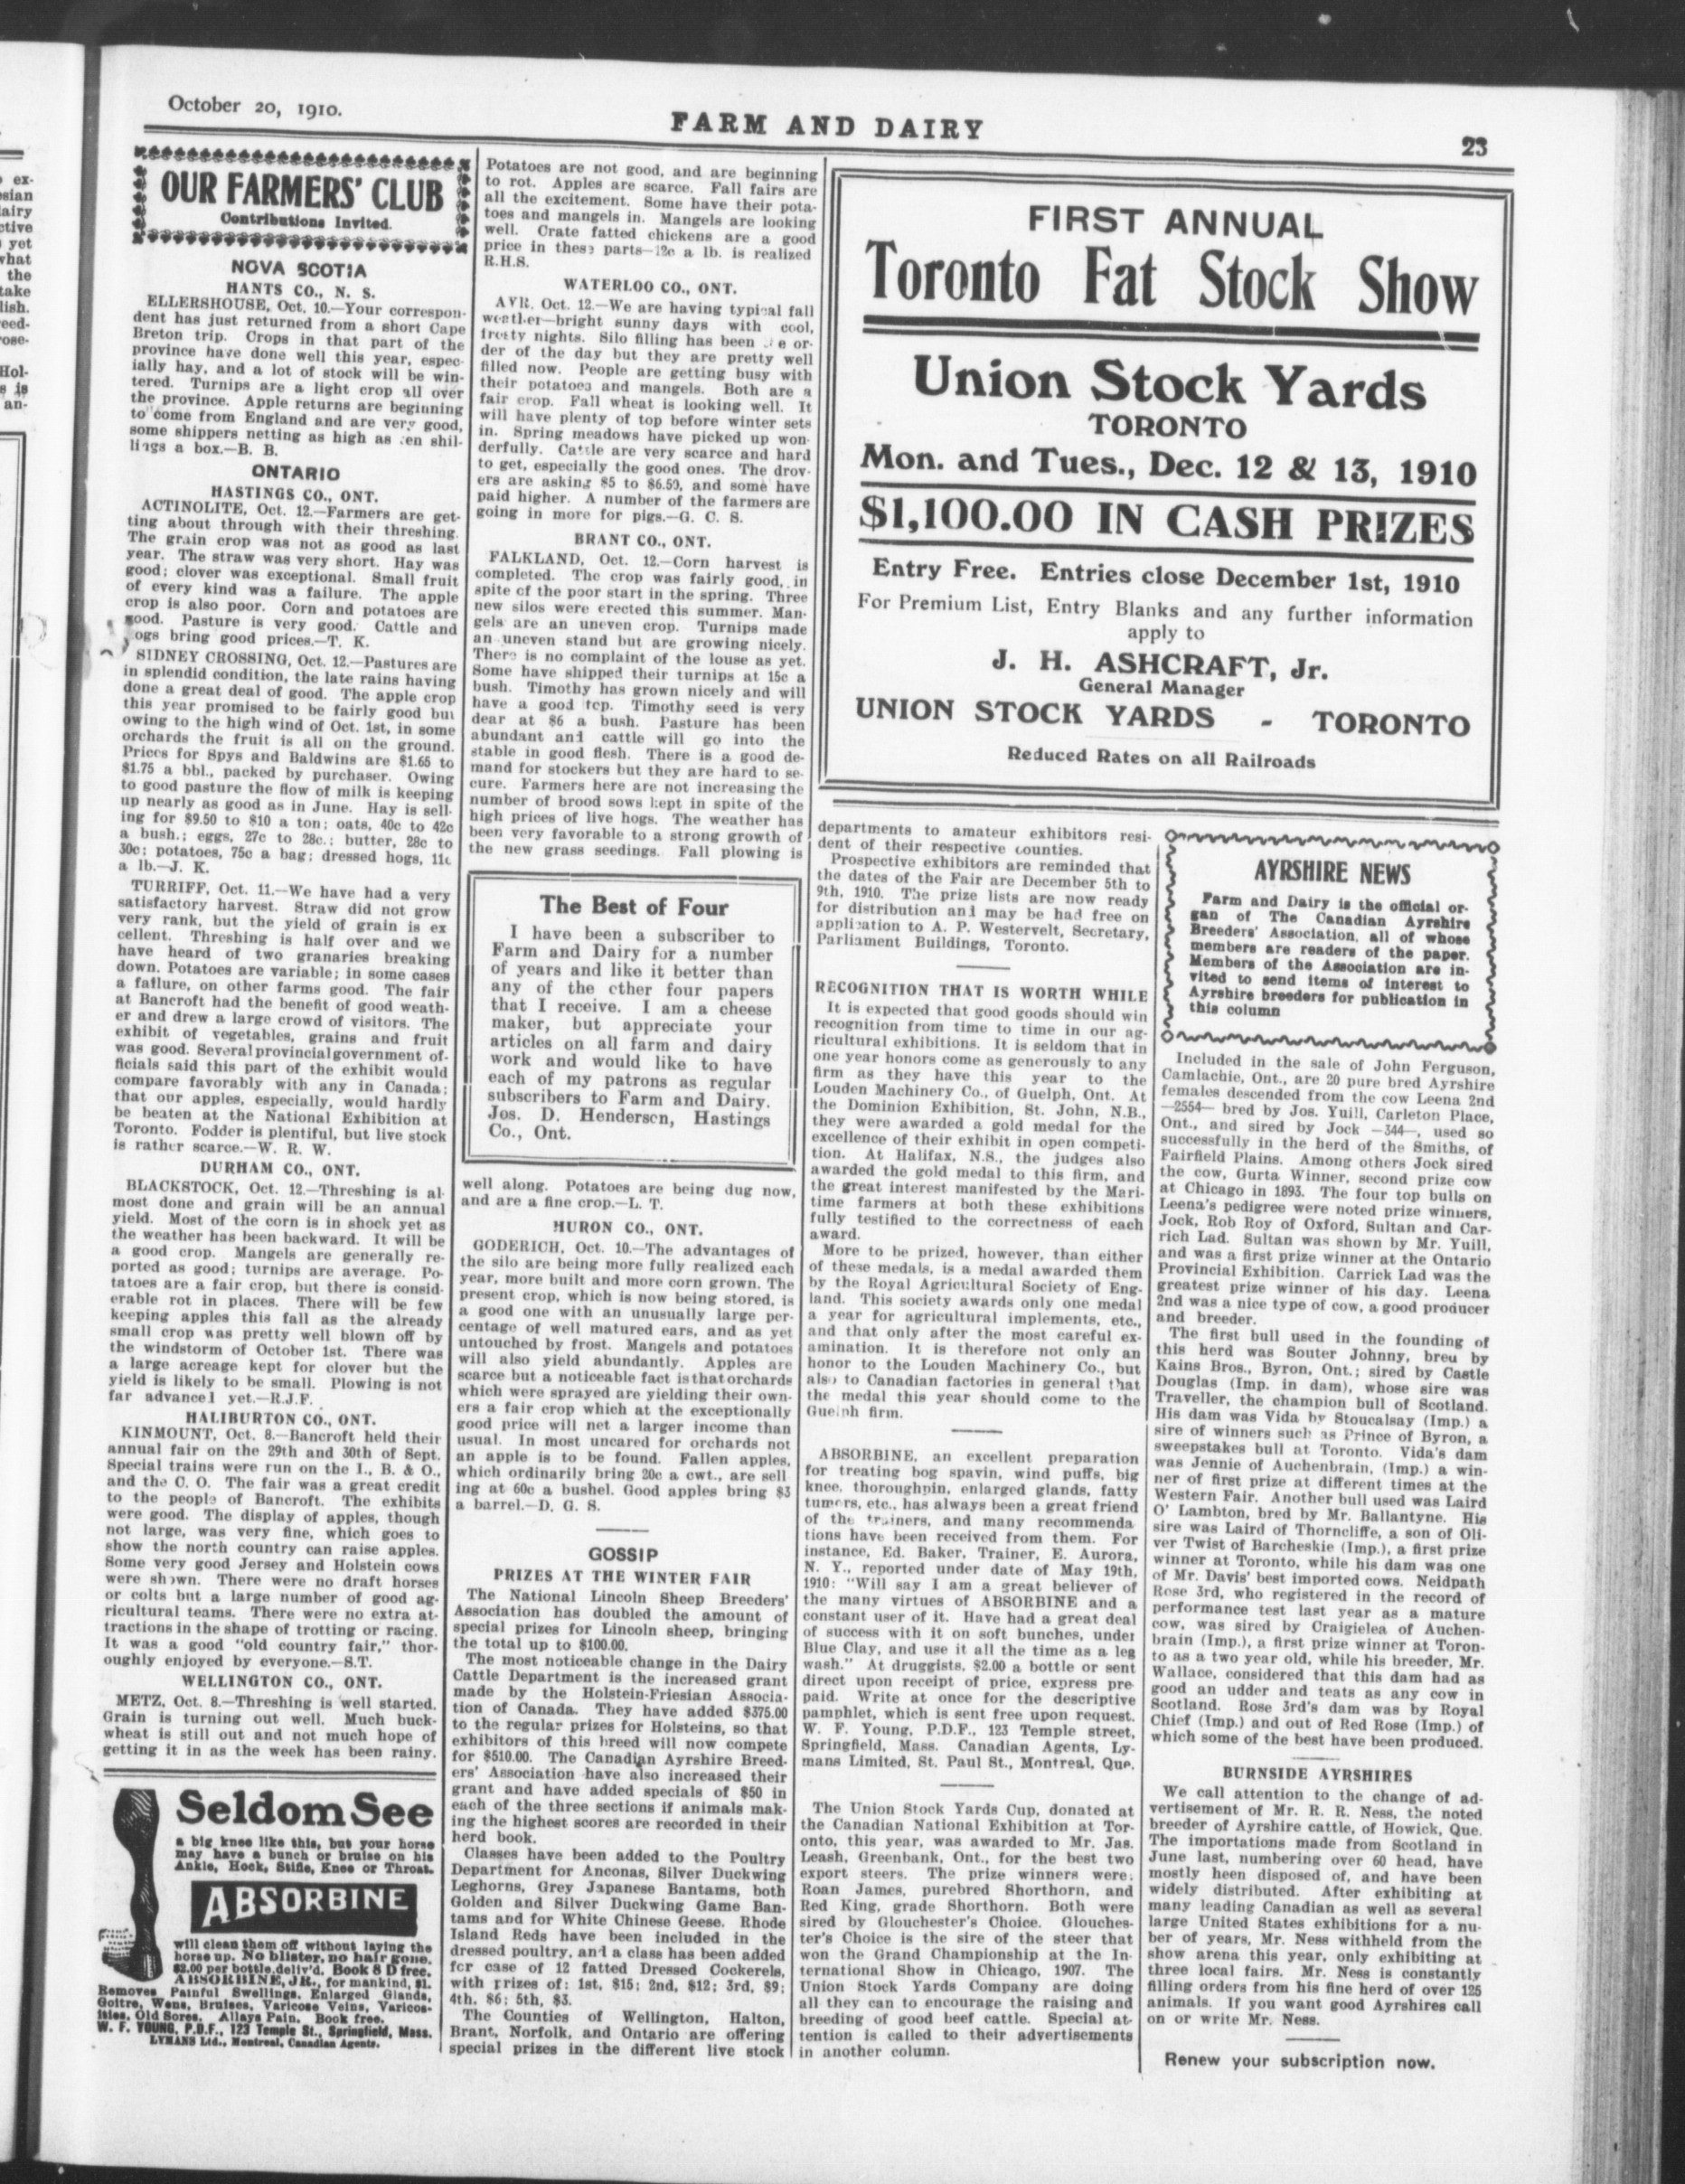 October 20, 1910.
FARM AND DAIRY
23
OUR FARMERS' CLUB
Contributions Invited.
NOVA SCOTIA
HANTS CO., N. S.
ELLERSHOUSE, Oct. 10.—Your correspon-
dent has just returned from a short Cape
Breton trip. Crops in that part of the
province have done well this year, espec-
ially hay, and a lot of stock will be win-
tered. Turnips are a light crop all over
the province. Apple returns are beginning
to come from England and are very good,
some shippers netting as high as .en shil-
lings a box.—B. B.
ONTARIO
HASTINGS CO., ONT.
ACTINOLITE, Oct. 12.—Farmers are get-
ting about through with their threshing.
The grain crop was not as good as last
year. The straw was very short. Hay was
good; clover was exceptional. Small fruit
of every kind was a failure. The apple
crop is also poor. Corn and potatoes are
good. Pasture is very good. Cattle and
ogs bring good prices.—T. K.
SIDNEY CROSSING, Oct. 12.—Pastures are
in splendid condition, the late rains having
done a great deal of good. The apple crop
this year promised to be fairly good but
owing to the high wind of Oct. 1st, in some
orchards the fruit is all on the ground.
Prices for Spys and Baldwins are $1.65 to
$1.75 a bbl., packed by purchaser. Owing
to good pasture the flow of milk is keeping
up nearly as good as in June. Hay is sell-
ing for $9.50 to $10 a ton; oats, 40c to 42c
a bush.; eggs, 27c to 28c.; butter, 28c to
30c; potatoes, 75c a bag; dressed hogs, 11c
a lb.—J. K.
TURRIFF, Oct. 11.—We have had a very
satisfactory harvest. Straw did not grow
very rank, but the yield of grain is ex
cellent. Threshing is half over and we
have heard of two granaries breaking
down. Potatoes are variable; in some cases
a failure, on other farms good. The fair
at Bancroft had the benefit of good weath-
er and drew a large crowd of visitors. The
exhibit of vegetables, grains and fruit
was good. Several provincial government of-
ficials said this part of the exhibit would
compare favorably with any in Canada;
that our apples, especially, would hardly
be beaten at the National Exhibition at
Toronto. Fodder is plentiful, but live stock
is rather scarce.—W. R. W.
DURHAM CO., ONT.
BLACKSTOCK, Oct. 12.—Threshing is al-
most done and grain will be an annual
yield. Most of the corn is in shock yet as
the weather has been backward. It will be
a good crop. Mangels are generally re-
ported as good; turnips are average. Po-
tatoes are a fair crop, but there is consid-
erable rot in places. There will be few
keeping apples this fall as the already
small crop was pretty well blown off by
the windstorm of October 1st. There was
a large acreage kept for clover but the
yield is likely to be small. Plowing is not
far advanced yet.—R.J.F.
HALIBURTON CO., ONT.
KINMOUNT, Oct. 8.—Bancroft held their
annual fair on the 29th and 30th of Sept.
Special trains were run on the I., B. & O.,
and the C. O. The fair was a great credit
to the people of Bancroft. The exhibits
were good. The display of apples, though
not large, was very fine, which goes to
show the north country can raise apples.
Some very good Jersey and Holstein cows
were shown. There were no draft horses
or colts but a large number of good ag-
ricultural teams. There were no extra at-
tractions in the shape of trotting or racing.
It was a good "old country fair," thor-
oughly enjoyed by everyone.—S.T.
WELLINGTON CO., ONT.
METZ, Oct. 8.—Threshing is well started.
Grain is turning out well. Much buck-
wheat is still out and not much hope of
getting it in as the week has been rainy.
Seldom See
a big knee like this, but your horse
may have a bunch or bruise on his
Ankle, Hock, Stifle, Knee or Throat.
ABSORBINE
will clean them off without laying the
horse up. No blister, no hair gone.
$2.00 per bottle, deliv'd. Book 8 D free.
ABSORBINE, JR., for mankind, $1.
Removes Painful Swellings, Enlarged Glands,
Goitre, Wens, Bruises, Varicose Veins, Varicos-
ities, Old Sores. Allays Pain. Book free.
W. F. YOUNG, P.D.F., 123 Temple St., Springfield, Mass.
LYMANS Ltd., Montreal, Canadian Agents.
Potatoes are not good, and are beginning
to rot. Apples are scarce. Fall fairs are
all the excitement. Some have their pota-
toes and mangels in. Mangels are looking
well. Crate fatted chickens are a good
price in these parts—12c a lb. is realized
R.H.S.
WATERLOO CO., ONT.
AYR, Oct. 12.—We are having typical fall
weather—bright sunny days with cool,
frosty nights. Silo filling has been .. e or-
der of the day but they are pretty well
filled now. People are getting busy with
their potatoes and mangels. Both are a
fair crop. Fall wheat is looking well. It
will have plenty of top before winter sets
in. Spring meadows have picked up won-
derfully. Cattle are very scarce and hard
to get, especially the good ones. The drov-
ers are asking $5 to $6.50, and some have
paid higher. A number of the farmers are
going in more for pigs.—G. C. S.
BRANT CO., ONT.
FALKLAND, Oct. 12.—Corn harvest is
completed. The crop was fairly good, in
spite of the poor start in the spring. Three
new silos were erected this summer. Man-
gels are an uneven crop. Turnips made
an uneven stand but are growing nicely.
There is no complaint of the louse as yet.
Some have shipped their turnips at 15c a
bush. Timothy has grown nicely and will
have a good top. Timothy seed is very
dear at $6 a bush. Pasture has been
abundant and cattle will go into the
stable in good flesh. There is a good de-
mand for stockers but they are hard to se-
cure. Farmers here are not increasing the
number of brood sows kept in spite of the
high prices of live hogs. The weather has
been very favorable to a strong growth of
the new grass seedings. Fall plowing is
The Best of Four
I have been a subscriber to
Farm and Dairy for a number
of years and like it better than
any of the other four papers
that I receive. I am a cheese
maker, but appreciate your
articles on all farm and dairy
work and would like to have
each of my patrons as regular
subscribers to Farm and Dairy.
Jos. D. Henderson, Hastings
Co., Ont.
well along. Potatoes are being dug now,
and are a fine crop.—L. T.
HURON CO., ONT.
GODERICH, Oct. 10.—The advantages of
the silo are being more fully realized each
year, more built and more corn grown. The
present crop, which is now being stored, is
a good one with an unusually large per-
centage of well matured ears, and as yet
untouched by frost. Mangels and potatoes
will also yield abundantly. Apples are
scarce but a noticeable fact is that orchards
which were sprayed are yielding their own-
ers a fair crop which at the exceptionally
good price will net a larger income than
usual. In most uncared for orchards not
an apple is to be found. Fallen apples,
which ordinarily bring 20c a cwt., are sell
ing at 60c a bushel. Good apples bring $3
a barrel.—D. G. S.
GOSSIP
PRIZES AT THE WINTER FAIR
The National Lincoln Sheep Breeders'
Association has doubled the amount of
special prizes for Lincoln sheep, bringing
the total up to $100.00.
The most noticeable change in the Dairy
Cattle Department is the increased grant
made by the Holstein-Friesian Associa-
tion of Canada. They have added $375.00
to the regular prizes for Holsteins, so that
exhibitors of this breed will now compete
for $510.00. The Canadian Ayrshire Breed-
ers' Association have also increased their
grant and have added specials of $50 in
each of the three sections if animals mak-
ing the highest scores are recorded in their
herd book.
Classes have been added to the Poultry
Department for Anconas, Silver Duckwing
Leghorns, Grey Japanese Bantams, both
Golden and Silver Duckwing Game Ban-
tams and for White Chinese Geese. Rhode
Island Reds have been included in the
dressed poultry, and a class has been added
for case of 12 fatted Dressed Cockerels,
with prizes of: 1st, $15; 2nd, $12; 3rd, $9;
4th, $6; 5th, $3.
The Counties of Wellington, Halton,
Brant, Norfolk, and Ontario are offering
special prizes in the different live stock
FIRST ANNUAL
Toronto Fat Stock Show
Union Stock Yards
TORONTO
Mon. and Tues., Dec. 12 & 13, 1910
$1,100.00 IN CASH PRIZES
Entry Free. Entries close December 1st, 1910
For Premium List, Entry Blanks and any further information
apply to
J. H. ASHCRAFT, Jr.
General Manager
UNION STOCK YARDS - TORONTO
Reduced Rates on all Railroads
departments to amateur exhibitors resi-
dent of their respective counties.
Prospective exhibitors are reminded that
the dates of the Fair are December 5th to
9th, 1910. The prize lists are now ready
for distribution and may be had free on
application to A. P. Westervelt, Secretary,
Parliament Buildings, Toronto.
RECOGNITION THAT IS WORTH WHILE
It is expected that good goods should win
recognition from time to time in our ag-
ricultural exhibitions. It is seldom that in
one year honors come as generously to any
firm as they have this year to the
Louden Machinery Co., of Guelph, Ont. At
the Dominion Exhibition, St. John, N.B.,
they were awarded a gold medal for the
excellence of their exhibit in open competi-
tion. At Halifax, N.S., the judges also
awarded the gold medal to this firm, and
the great interest manifested by the Mari-
time farmers at both these exhibitions
fully testified to the correctness of each
award.
More to be prized, however, than either
of these medals, is a medal awarded them
by the Royal Agricultural Society of Eng-
land. This society awards only one medal
a year for agricultural implements, etc.,
and that only after the most careful ex-
amination. It is therefore not only an
honor to the Louden Machinery Co., but
also to Canadian factories in general that
the medal this year should come to the
Guelph firm.
ABSORBINE, an excellent preparation
for treating bog spavin, wind puffs, big
knee, thoroughpin, enlarged glands, fatty
tumors, etc., has always been a great friend
of the trainers, and many recommenda
tions have been received from them. For
instance, Ed. Baker, Trainer, E. Aurora,
N. Y., reported under date of May 19th,
1910: "Will say I am a great believer of
the many virtues of ABSORBINE and a
constant user of it. Have had a great deal
of success with it on soft bunches, under
Blue Clay, and use it all the time as a leg
wash." At druggists, $2.00 a bottle or sent
direct upon receipt of price, express pre
paid. Write at once for the descriptive
pamphlet, which is sent free upon request.
W. F. Young, P.D.F., 123 Temple street,
Springfield, Mass. Canadian Agents, Ly-
mans Limited, St. Paul St., Montreal, Que.
The Union Stock Yards Cup, donated at
the Canadian National Exhibition at Tor-
onto, this year, was awarded to Mr. Jas.
Leash, Greenbank, Ont., for the best two
export steers. The prize winners were:
Roan James, purebred Shorthorn, and
Red King, grade Shorthorn. Both were
sired by Glouchester's Choice. Glouches-
ter's Choice is the sire of the steer that
won the Grand Championship at the In-
ternational Show in Chicago, 1907. The
Union Stock Yards Company are doing
all they can to encourage the raising and
breeding of good beef cattle. Special at-
tention is called to their advertisements
in another column.
AYRSHIRE NEWS
Farm and Dairy is the official or-
gan of The Canadian Ayrshire
Breeders' Association, all of whose
members are readers of the paper.
Members of the Association are in-
vited to send items of interest to
Ayrshire breeders for publication in
this column
Included in the sale of John Ferguson,
Camlachie, Ont., are 20 pure bred Ayrshire
females descended from the cow Leena 2nd
—2554— bred by Jos. Yuill, Carleton Place,
Ont., and sired by Jock —344—, used so
successfully in the herd of the Smiths, of
Fairfield Plains. Among others Jock sired
the cow, Gurta Winner, second prize cow
at Chicago in 1893. The four top bulls on
Leena's pedigree were noted prize winners,
Jock, Rob Roy of Oxford, Sultan and Car-
rich Lad. Sultan was shown by Mr. Yuill,
and was a first prize winner at the Ontario
Provincial Exhibition. Carrick Lad was the
greatest prize winner of his day. Leena
2nd was a nice type of cow, a good producer
and breeder.
The first bull used in the founding of
this herd was Souter Johnny, breu by
Kains Bros., Byron, Ont.; sired by Castle
Douglas (Imp. in dam), whose sire was
Traveller, the champion bull of Scotland.
His dam was Vida by Stoucalsay (Imp.) a
sire of winners such as Prince of Byron, a
sweepstakes bull at Toronto. Vida's dam
was Jennie of Auchenbrain, (Imp.) a win-
ner of first prize at different times at the
Western Fair. Another bull used was Laird
O' Lambton, bred by Mr. Ballantyne. His
sire was Laird of Thorncliffe, a son of Oli-
ver Twist of Barcheskie (Imp.), a first prize
winner at Toronto, while his dam was one
of Mr. Davis' best imported cows. Neidpath
Rose 3rd, who registered in the record of
performance test last year as a mature
cow, was sired by Craigielea of Auchen-
brain (Imp.), a first prize winner at Toron-
to as a two year old, while his breeder, Mr.
Wallace, considered that this dam had as
good an udder and teats as any cow in
Scotland. Rose 3rd's dam was by Royal
Chief (Imp.) and out of Red Rose (Imp.) of
which some of the best have been produced.
BURNSIDE AYRSHIRES
We call attention to the change of ad-
vertisement of Mr. R. R. Ness, the noted
breeder of Ayrshire cattle, of Howick, Que.
The importations made from Scotland in
June last, numbering over 60 head, have
mostly been disposed of, and have been
widely distributed. After exhibiting at
many leading Canadian as well as several
large United States exhibitions for a nu-
ber of years, Mr. Ness withheld from the
show arena this year, only exhibiting at
three local fairs. Mr. Ness is constantly
filling orders from his fine herd of over 125
animals. If you want good Ayrshires call
on or write Mr. Ness.
Renew your subscription now.